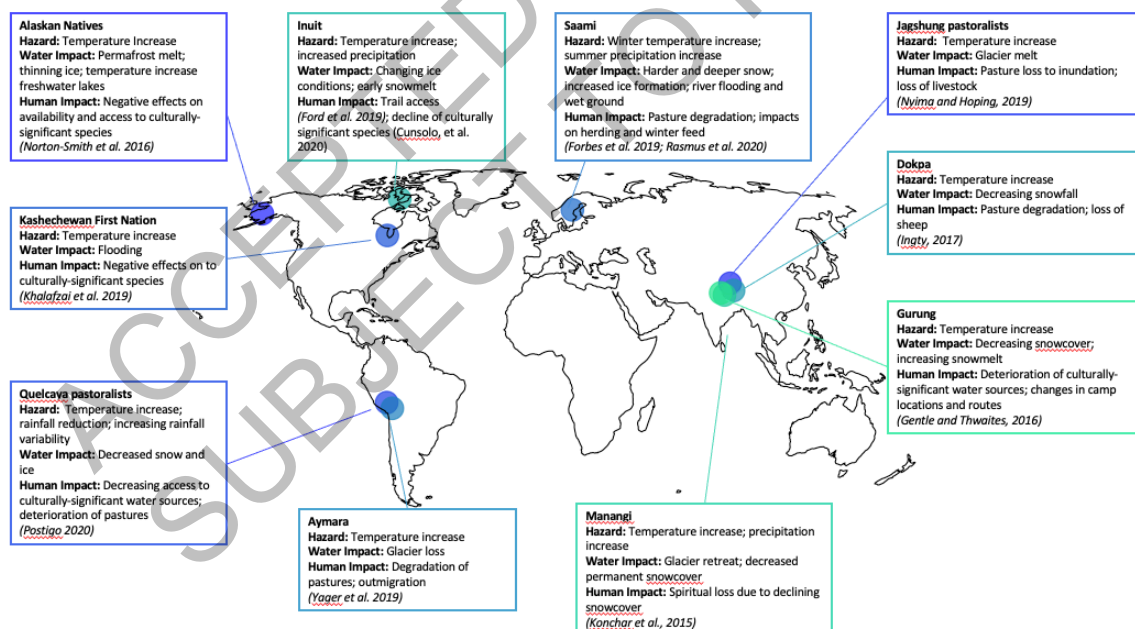 Alaskan Natives
Hazard: Temperature Increase
Water Impact: Permafrost melt;
thinning ice; temperature increase
freshwater lakes
Human Impact: Negative effects on
availability and access to culturally-
significant species
(Norton-Smith et al. 2016)
Inuit
Hazard: Temperature increase;
increased precipitation
Water Impact: Changing ice
conditions; early snowmelt
Human Impact: Trail access
(Ford et al. 2019); decline of culturally
significant species (Cunsolo, et al.
2020)
Saami
Hazard: Winter temperature increase;
summer precipitation increase
Water Impact: Harder and deeper snow;
increased ice formation; river flooding and
wet ground
Human Impact: Pasture degradation; impacts
on herding and winter feed
(Forbes et al. 2019; Rasmus et al. 2020)
Jagshung pastoralists
Hazard: Temperature increase
Water Impact: Glacier melt
Human Impact: Pasture loss to inundation;
loss of livestock
(Nyima and Hoping, 2019)
Dokpa
Hazard: Temperature increase
Water Impact: Decreasing snowfall
Human Impact: Pasture degradation; loss of
sheep
(Ingty, 2017)
Kashechewan First Nation
Hazard: Temperature increase
Water Impact: Flooding
Human Impact: Negative effects on to
culturally-significant species
(Khalafzai et al. 2019)
Gurung
Hazard: Temperature increase
Water Impact: Decreasing snowcover;
increasing snowmelt
Human Impact: Deterioration of culturally-
significant water sources; changes in camp
locations and routes
(Gentle and Thwaites, 2016)
Quelcaya pastoralists
Hazard: Temperature increase;
rainfall reduction; increasing rainfall
variability
Water Impact: Decreased snow and
ice
Human Impact: Decreasing access to
culturally-significant water sources;
deterioration of pastures
(Postigo 2020)
Aymara
Hazard: Temperature increase
Water Impact: Glacier loss
Human Impact: Degradation of
pastures; outmigration
(Yager et al. 2019)
Manangi
Hazard: Temperature increase; precipitation
increase
Water Impact: Glacier retreat; decreased
permanent snowcover
Human Impact: Spiritual loss due to declining
snowcover
(Konchar et al., 2015)
ACCEPTED
SUBJECT TO